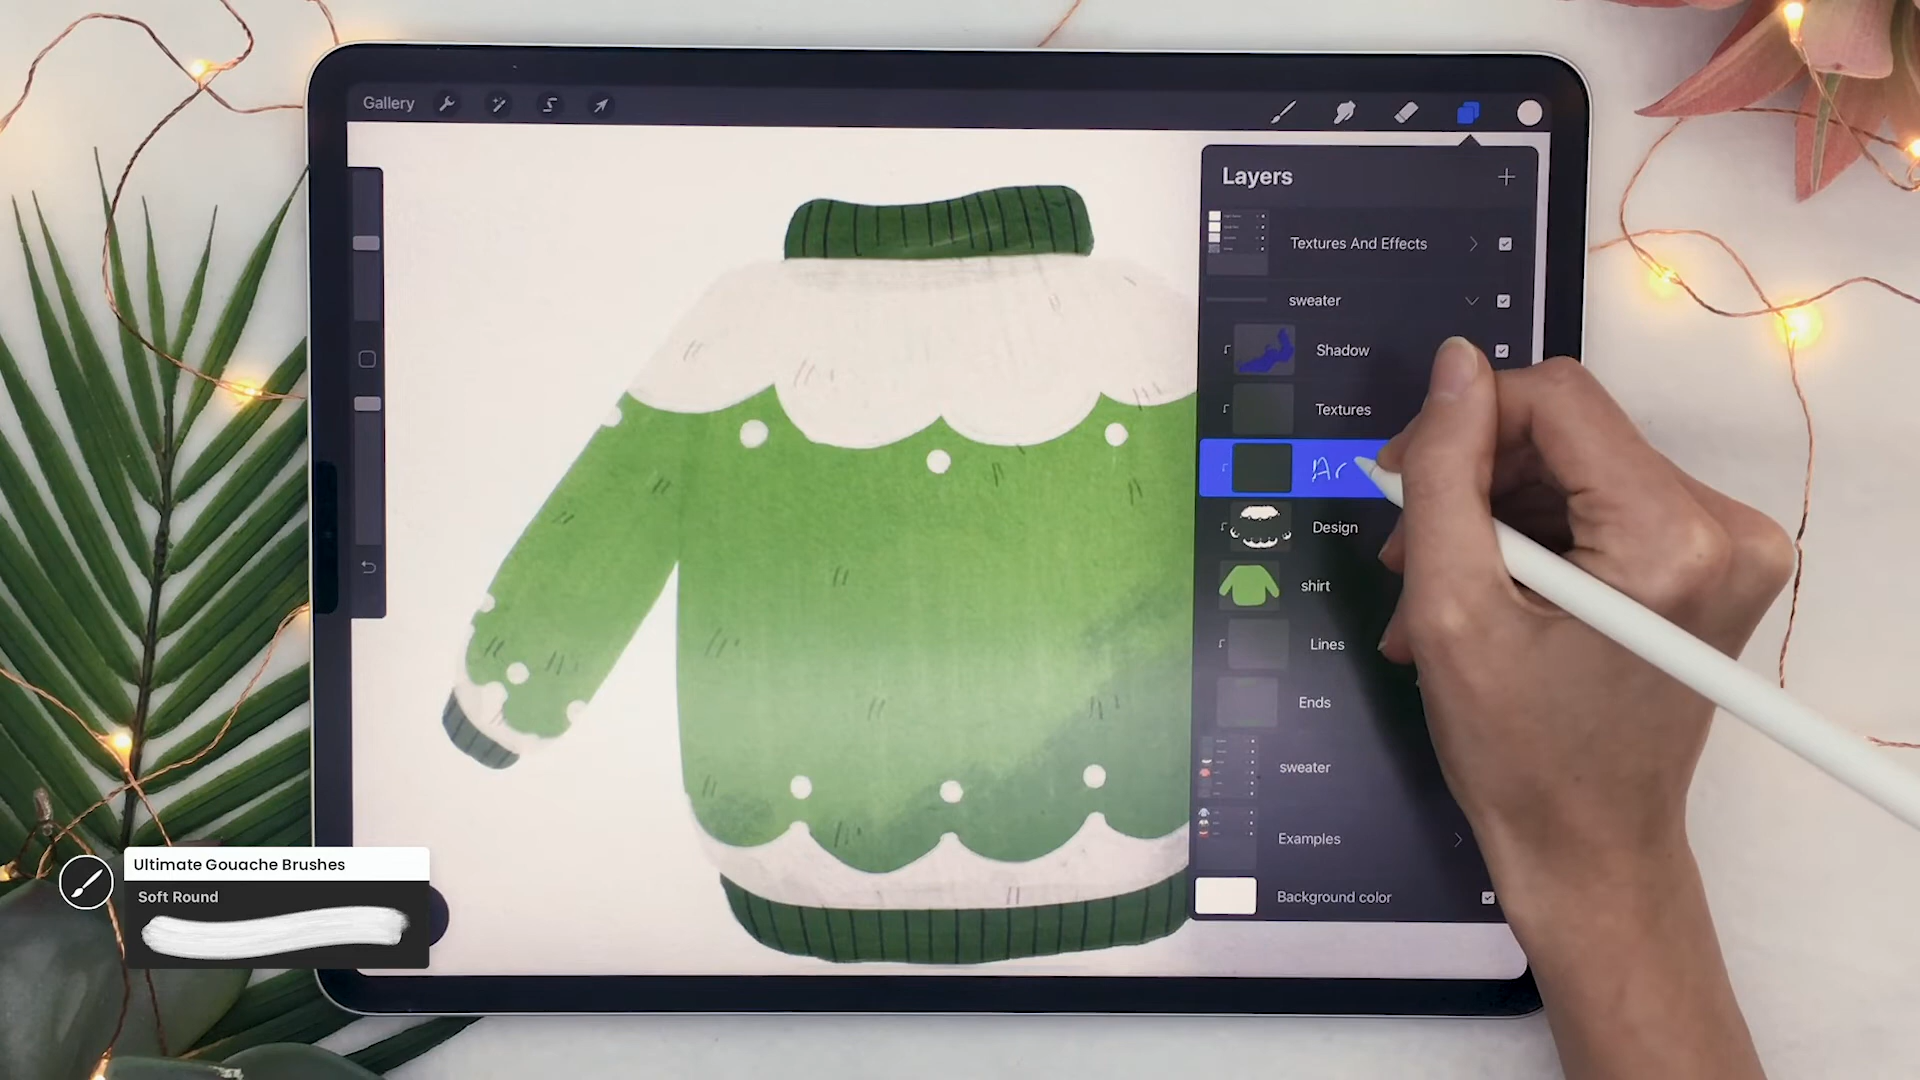 Gallery
Layers
Textures And Effects
sweater
Shadow
Textures
Ar
Design
shirt
Lines
Ends
sweater
Examples
Background color
Ultimate Gouache Brushes
Soft Round